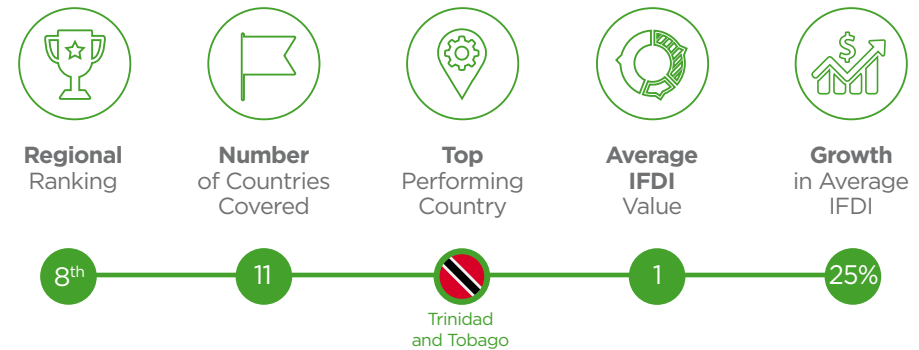 Regional
Ranking
Number
of Countries
Covered
Top
Performing
Country
Average
IFDI
Value
Growth
in Average
IFDI
8th
11
1
25%
Trinidad
and Tobago